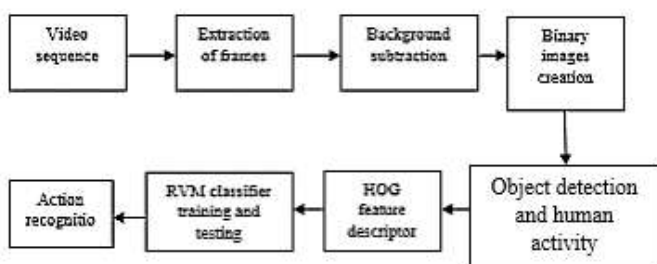 Video
sequence
Extraction
of frames
Background
subtraction
Binary
images
creation
Object detection
and human
activity
HOG
feature
descriptor
RVM classifier
training and
testing
Action
recognitio